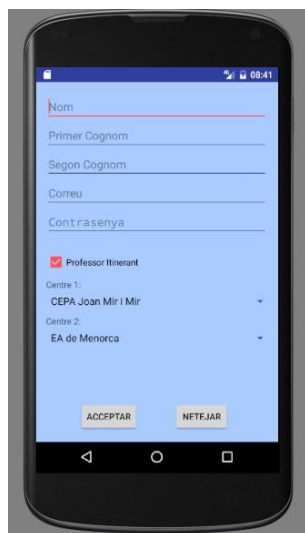 08:41
Nom
Primer Cognom
Segon Cognom
Correu
Contrasenya
Professor Itinerant
Centre 1:
CEPA Joan Mir i Mir
Centre 2:
EA de Menorca
ACCEPTAR NETEJAR